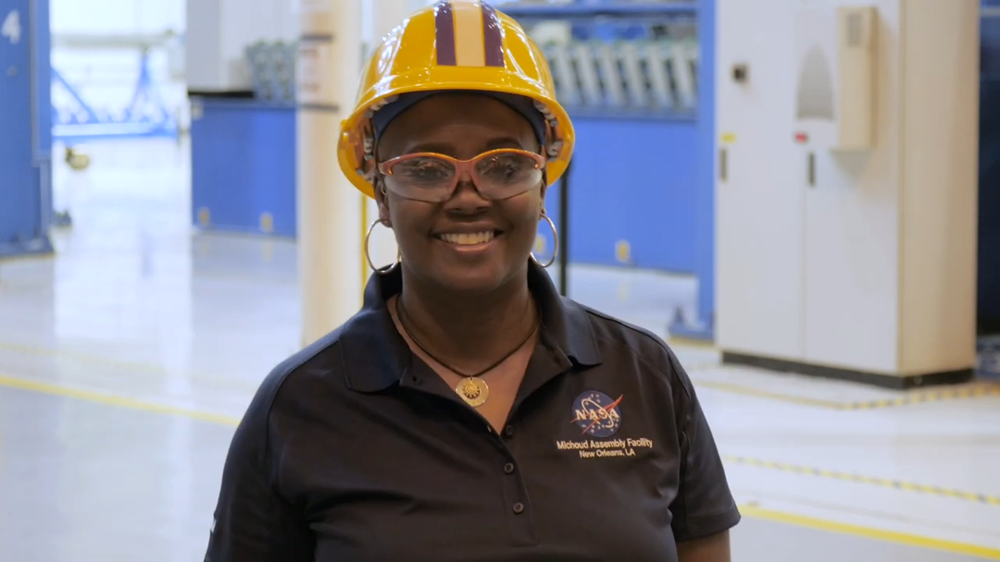 4
NASA
Michoud Assembly Facility
New Orleans, LA